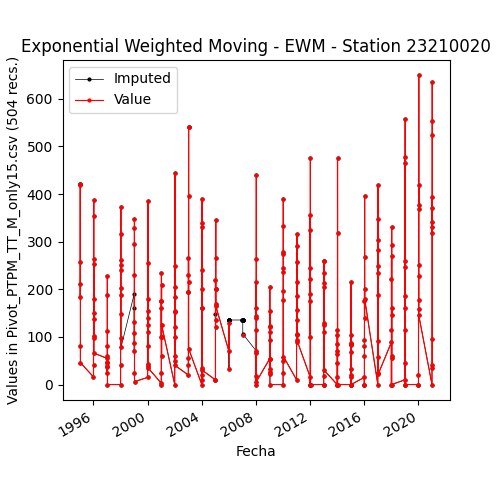 Exponential Weighted Moving - EWM - Station 23210020
Imputed
Value
Values in Pivot_PTPM_TT_M_only15.csv (504 recs.)
600
500
400
300
200
100
0
1996
2000
2004
2008
2012
2016
2020
Fecha